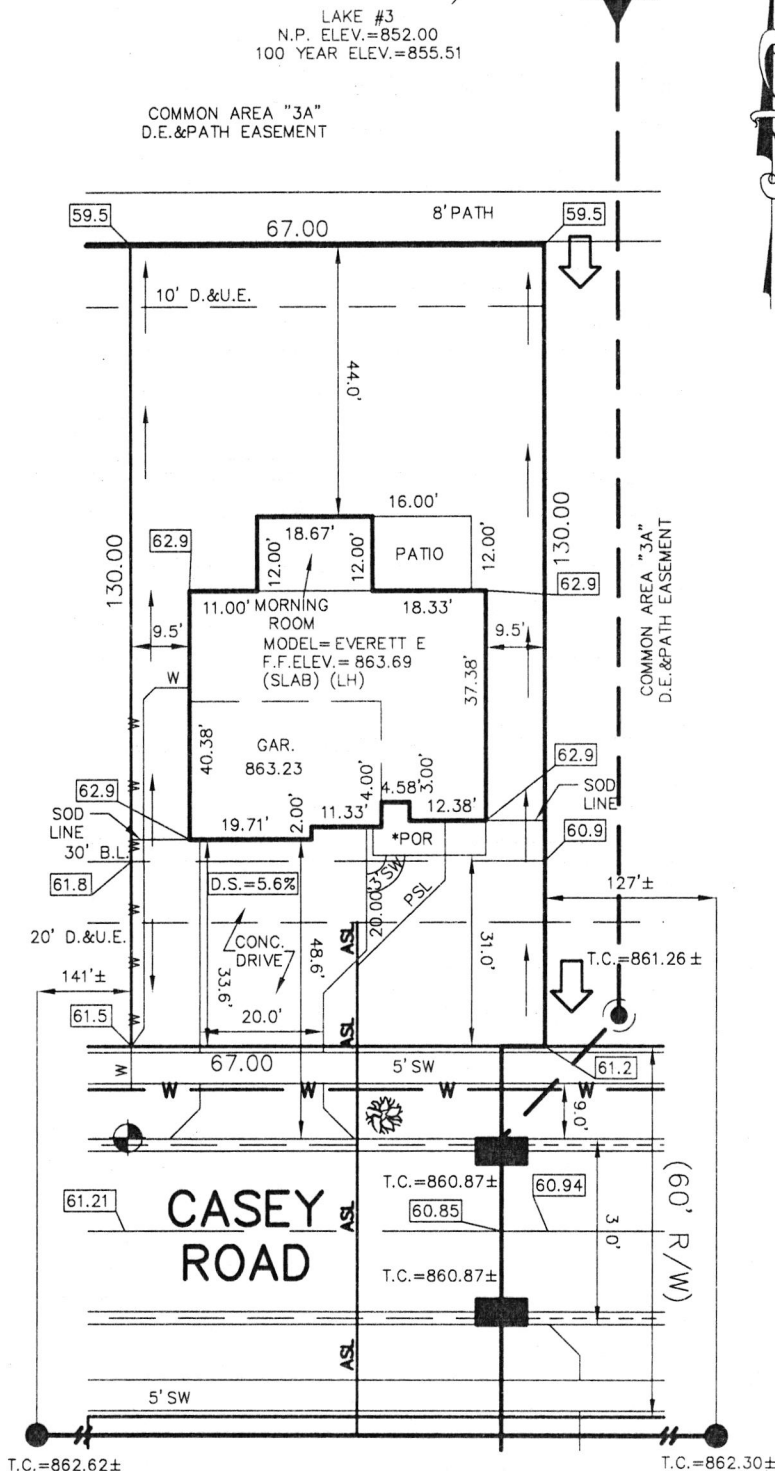 LAKE #3
N.P. ELEV.=852.00
100 YEAR ELEV.=855.51
COMMON AREA "3A"
D.E.&PATH EASEMENT
59.5
67.00
8' PATH
59.5
10' D.&U.E.
44.0'
16.00'
130.00
62.9
12.00'
18.67'
12.00'
PATIO
12.00'
130.00
62.9
COMMON AREA "3A"
D.E.&PATH EASEMENT
11.00'
MORNING
ROOM
18.33'
9.5'
MODEL= EVERETT E
F.F.ELEV.= 863.69
(SLAB) (LH)
9.5'
W
37.38'
W
40.38'
GAR.
863.23
W
62.9
4.00'
4.58'
3.00'
62.9
SOD
LINE
SOD
LINE
19.71'
2.00'
11.33'
12.38'
*POR
W
30' B.L.
60.9
61.8
D.S.=5.6%
3'SW
PSL
127'±
20.00'
W
20' D.&U.E.
CONC.
DRIVE
ASL
31.0'
T.C.=861.26 ±
W
141'±
33.6'
48.6'
20.0'
61.5
W
ASL
67.00
5' SW
61.2
W
W
W
W
W
9.0'
T.C.=860.87±
61.21
CASEY
ROAD
ASL
60.85
60.94
3.0'
(60' R/W)
T.C.=860.87±
ASL
5' SW
T.C.=862.62±
T.C.=862.30±